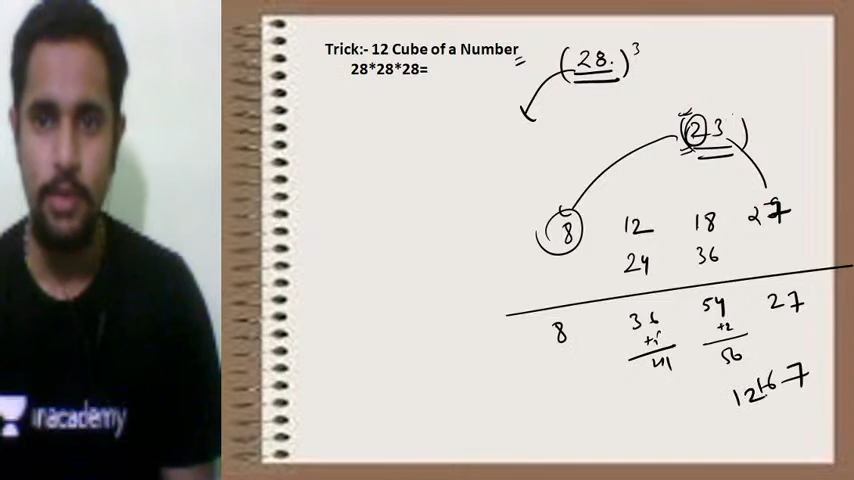 Trick:- 12 Cube of a Number
28*28*28=
= (28.)³
(23)
8 12 18 27
24 36
8 36 54 27
+5 +2
41 56
12167
unacademy